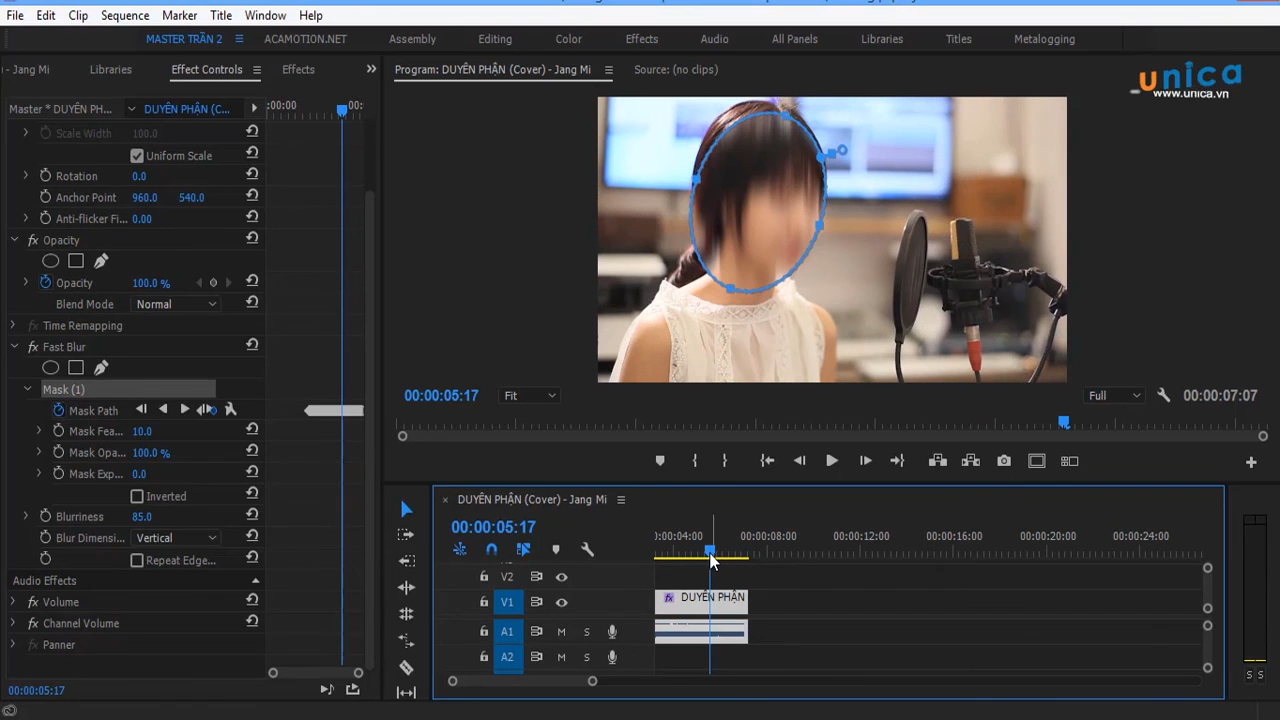 File Edit Clip Sequence Marker Title Window Help
MASTER TRẦN 2 ACAMOTION.NET Assembly Editing Color Effects Audio All Panels Libraries Titles Metalogging
- Jang Mi Libraries Effect Controls Effects
Program: DUYÊN PHẬN (Cover) - Jang Mi Source: (no clips)
unica
www.unica.vn
Master * DUYÊN PH... DUYÊN PHẬN (C... :00:00 00:
Scale Width 100.0
Uniform Scale
Rotation 0.0
Anchor Point 960.0 540.0
Anti-flicker Fi... 0.00
fx Opacity
Opacity 100.0 %
Blend Mode Normal
fx Time Remapping
fx Fast Blur
Mask (1)
Mask Path
Mask Fea... 10.0
Mask Opa... 100.0 %
Mask Exp... 0.0
Inverted
Blurriness 85.0
Blur Dimensi... Vertical
Repeat Edge...
Audio Effects
fx Volume
fx Channel Volume
fx Panner
00:00:05:17
00:00:05:17 Fit Full 00:00:07:07
× DUYÊN PHẬN (Cover) - Jang Mi
00:00:05:17
):00:04:00 00:00:08:00 00:00:12:00 00:00:16:00 00:00:20:00 00:00:24:00
V2
V1 fx DUYÊN PHẬN
A1 M S
A2 M S
S S